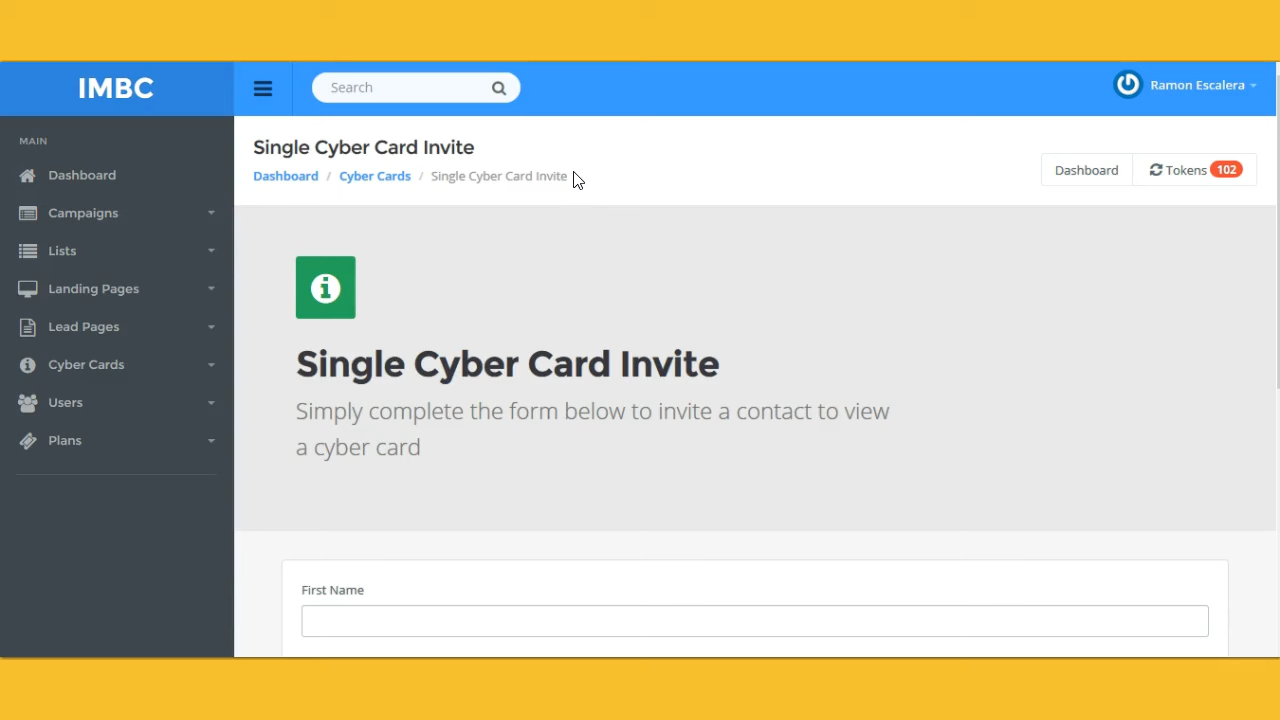 IMBC
Search
Ramon Escalera
MAIN
Dashboard
Campaigns
Lists
Landing Pages
Lead Pages
Cyber Cards
Users
Plans
Single Cyber Card Invite
Dashboard / Cyber Cards / Single Cyber Card Invite
Dashboard
Tokens 102
Single Cyber Card Invite
Simply complete the form below to invite a contact to view
a cyber card
First Name